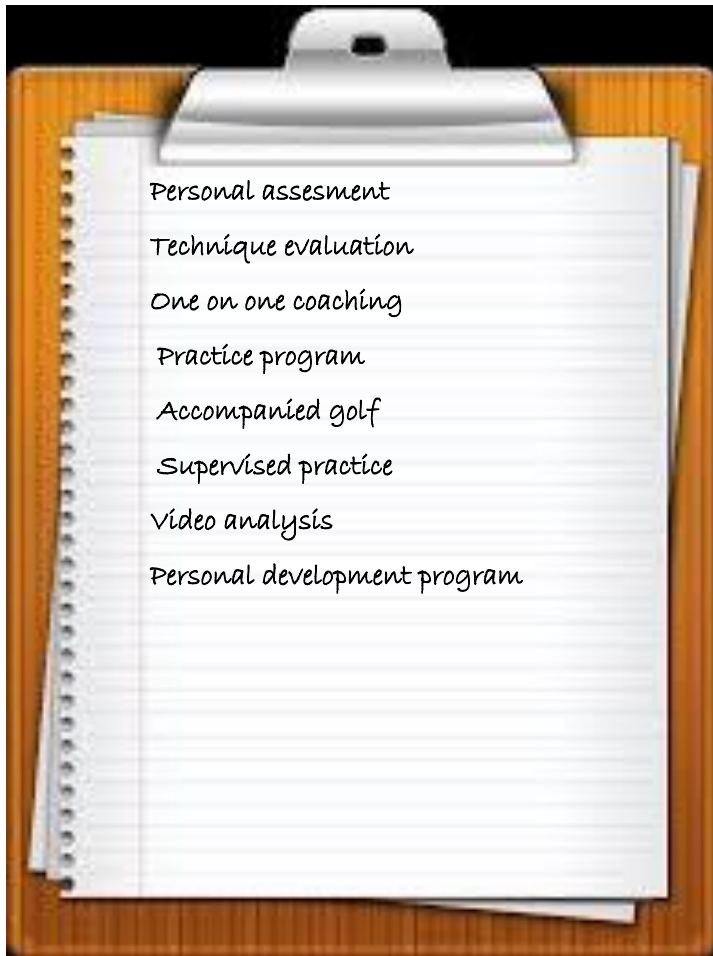 Personal assesment
Technique evaluation
One on one coaching
Practice program
Accompanied golf
Supervised practice
Video analysis
Personal development program